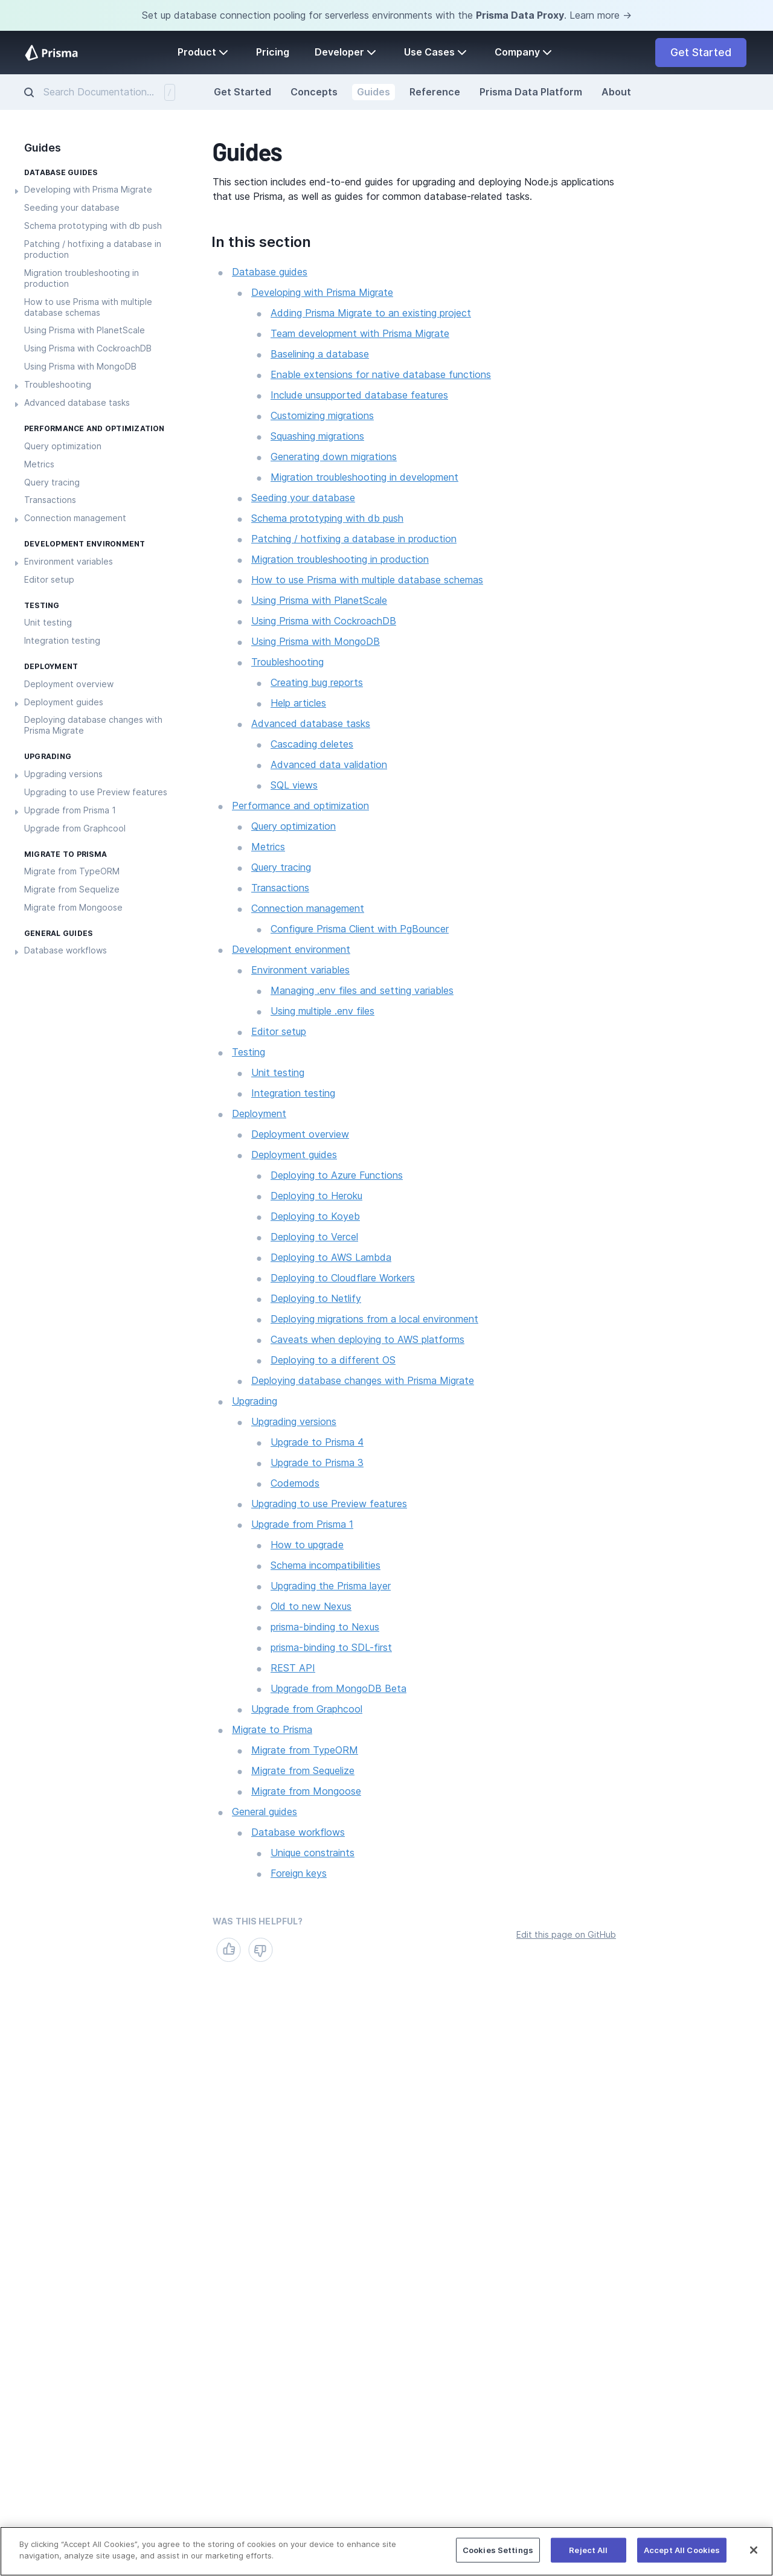 Set up database connection pooling for serverless environments with the Prisma Data Proxy. Learn more →
Prisma
Product
Pricing
Developer
Use Cases
Company
Get Started
Search Documentation...
/
Get Started
Concepts
Guides
Reference
Prisma Data Platform
About
Guides
DATABASE GUIDES
Developing with Prisma Migrate
Seeding your database
Schema prototyping with db push
Patching / hotfixing a database in
production
Migration troubleshooting in
production
How to use Prisma with multiple
database schemas
Using Prisma with PlanetScale
Using Prisma with CockroachDB
Using Prisma with MongoDB
Troubleshooting
Advanced database tasks
PERFORMANCE AND OPTIMIZATION
Query optimization
Metrics
Query tracing
Transactions
Connection management
DEVELOPMENT ENVIRONMENT
Environment variables
Editor setup
TESTING
Unit testing
Integration testing
DEPLOYMENT
Deployment overview
Deployment guides
Deploying database changes with
Prisma Migrate
UPGRADING
Upgrading versions
Upgrading to use Preview features
Upgrade from Prisma 1
Upgrade from Graphcool
MIGRATE TO PRISMA
Migrate from TypeORM
Migrate from Sequelize
Migrate from Mongoose
GENERAL GUIDES
Database workflows
Guides
This section includes end-to-end guides for upgrading and deploying Node.js applications
that use Prisma, as well as guides for common database-related tasks.
In this section
Database guides
Developing with Prisma Migrate
Adding Prisma Migrate to an existing project
Team development with Prisma Migrate
Baselining a database
Enable extensions for native database functions
Include unsupported database features
Customizing migrations
Squashing migrations
Generating down migrations
Migration troubleshooting in development
Seeding your database
Schema prototyping with db push
Patching / hotfixing a database in production
Migration troubleshooting in production
How to use Prisma with multiple database schemas
Using Prisma with PlanetScale
Using Prisma with CockroachDB
Using Prisma with MongoDB
Troubleshooting
Creating bug reports
Help articles
Advanced database tasks
Cascading deletes
Advanced data validation
SQL views
Performance and optimization
Query optimization
Metrics
Query tracing
Transactions
Connection management
Configure Prisma Client with PgBouncer
Development environment
Environment variables
Managing .env files and setting variables
Using multiple .env files
Editor setup
Testing
Unit testing
Integration testing
Deployment
Deployment overview
Deployment guides
Deploying to Azure Functions
Deploying to Heroku
Deploying to Koyeb
Deploying to Vercel
Deploying to AWS Lambda
Deploying to Cloudflare Workers
Deploying to Netlify
Deploying migrations from a local environment
Caveats when deploying to AWS platforms
Deploying to a different OS
Deploying database changes with Prisma Migrate
Upgrading
Upgrading versions
Upgrade to Prisma 4
Upgrade to Prisma 3
Codemods
Upgrading to use Preview features
Upgrade from Prisma 1
How to upgrade
Schema incompatibilities
Upgrading the Prisma layer
Old to new Nexus
prisma-binding to Nexus
prisma-binding to SDL-first
REST API
Upgrade from MongoDB Beta
Upgrade from Graphcool
Migrate to Prisma
Migrate from TypeORM
Migrate from Sequelize
Migrate from Mongoose
General guides
Database workflows
Unique constraints
Foreign keys
WAS THIS HELPFUL?
Edit this page on GitHub
By clicking “Accept All Cookies”, you agree to the storing of cookies on your device to enhance site
navigation, analyze site usage, and assist in our marketing efforts.
Cookies Settings
Reject All
Accept All Cookies